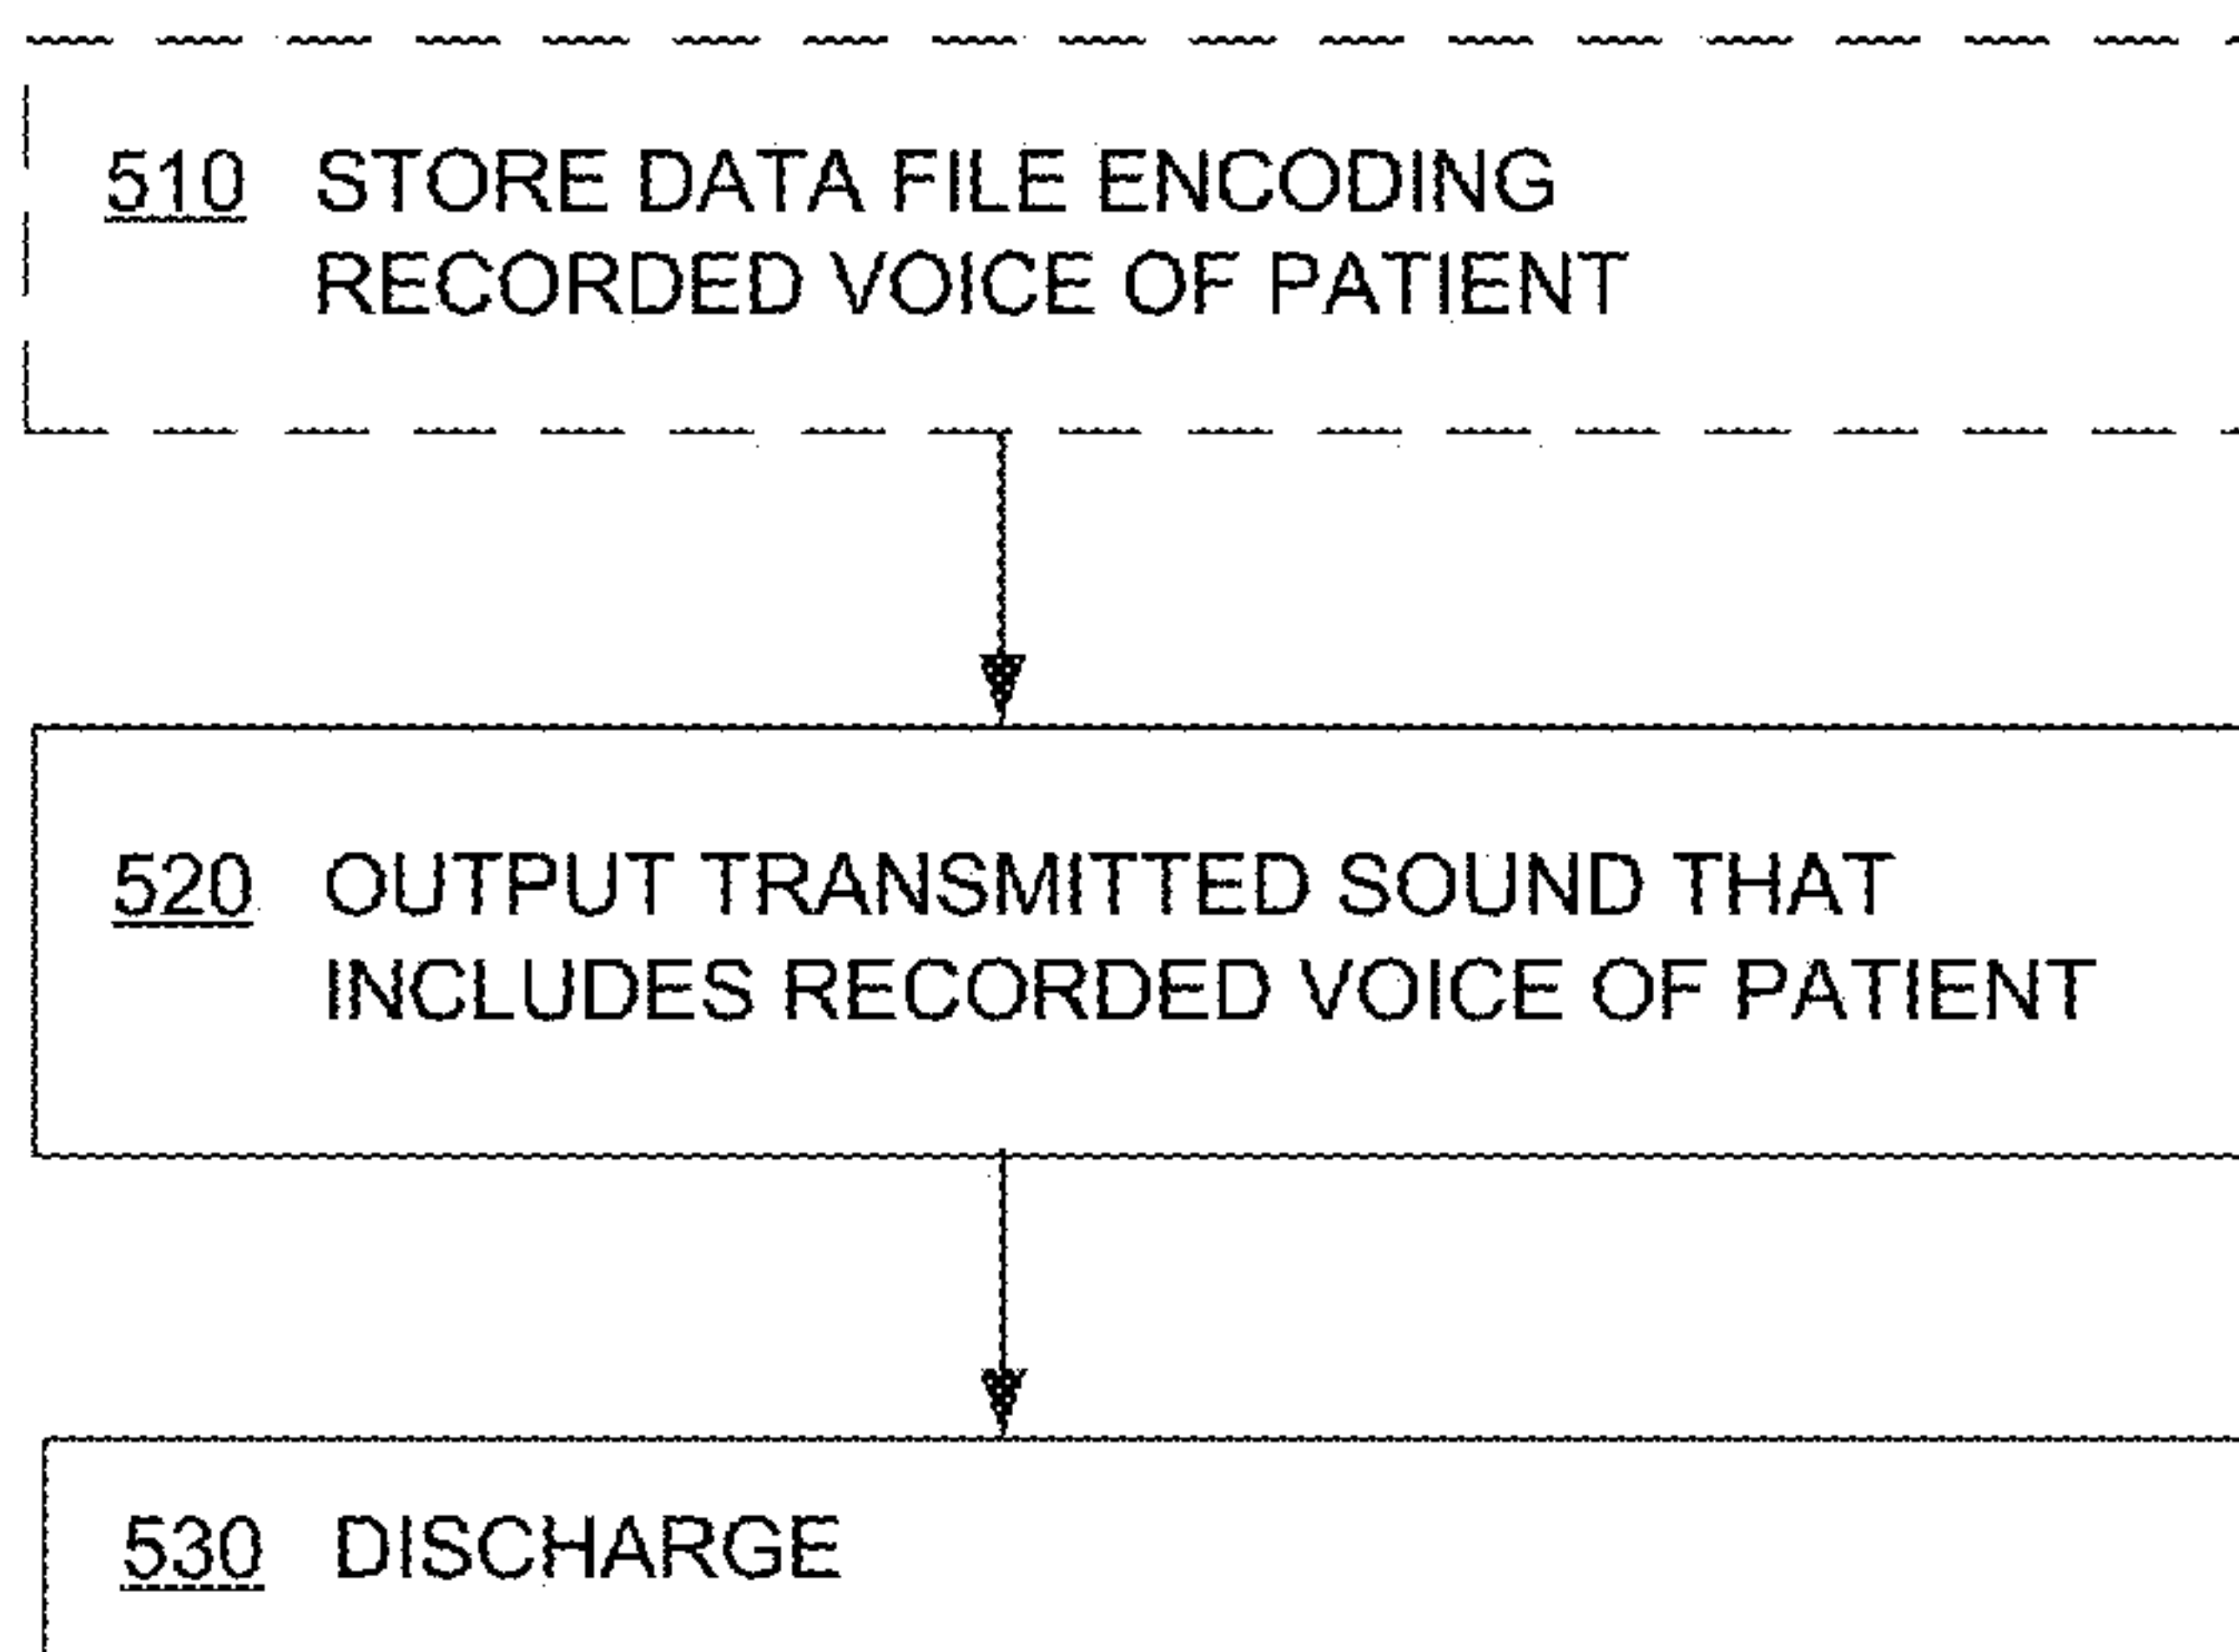 510 STORE DATA FILE ENCODING
RECORDED VOICE OF PATIENT
520 OUTPUT TRANSMITTED SOUND THAT
INCLUDES RECORDED VOICE OF PATIENT
530 DISCHARGE